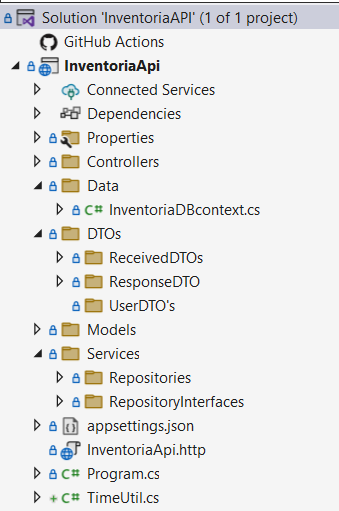 Solution 'InventoriaAPI' (1 of 1 project)
GitHub Actions
InventoriaApi
Connected Services
Dependencies
Properties
Controllers
Data
C# InventoriaDBcontext.cs
DTOs
ReceivedDTOs
ResponseDTO
UserDTO's
Models
Services
Repositories
RepositoryInterfaces
appsettings.json
InventoriaApi.http
C# Program.cs
+ C# TimeUtil.cs